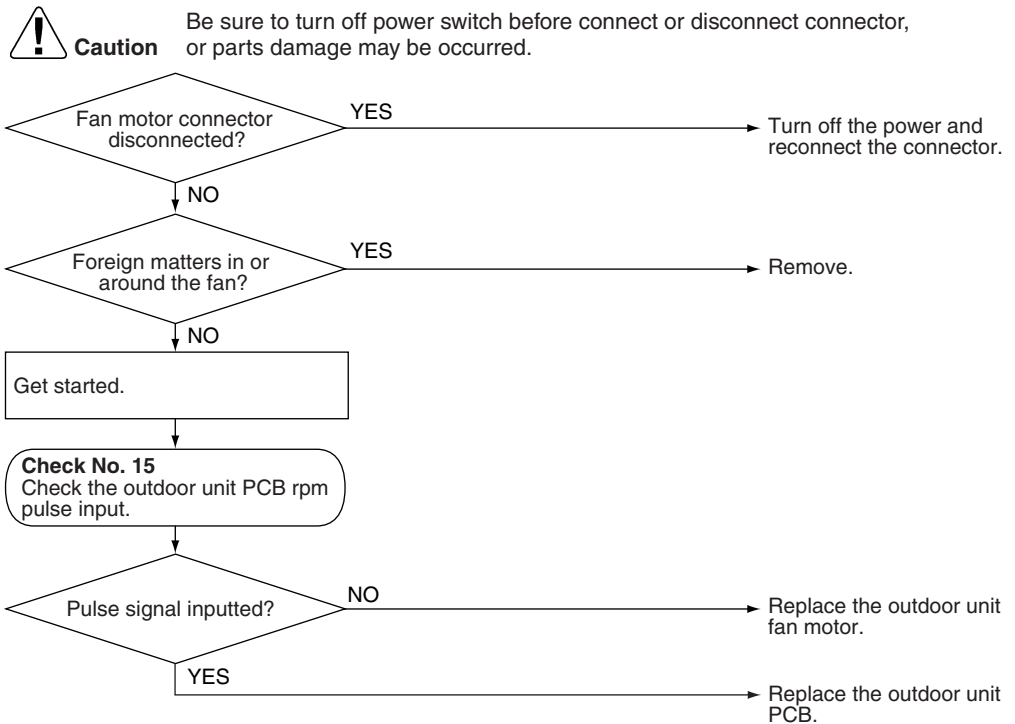 Be sure to turn off power switch before connect or disconnect connector,
Caution or parts damage may be occurred.
Fan motor connector
disconnected?
YES
Turn off the power and
reconnect the connector.
NO
Foreign matters in or
around the fan?
YES
Remove.
NO
Get started.
Check No. 15
Check the outdoor unit PCB rpm
pulse input.
Pulse signal inputted?
NO
Replace the outdoor unit
fan motor.
YES
Replace the outdoor unit
PCB.